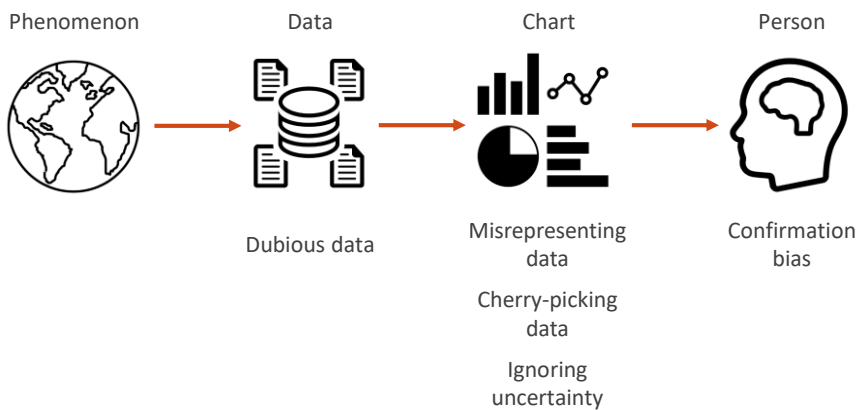 Phenomenon
Data
Chart
Person
Dubious data
Misrepresenting
data
Cherry-picking
data
Ignoring
uncertainty
Confirmation
bias